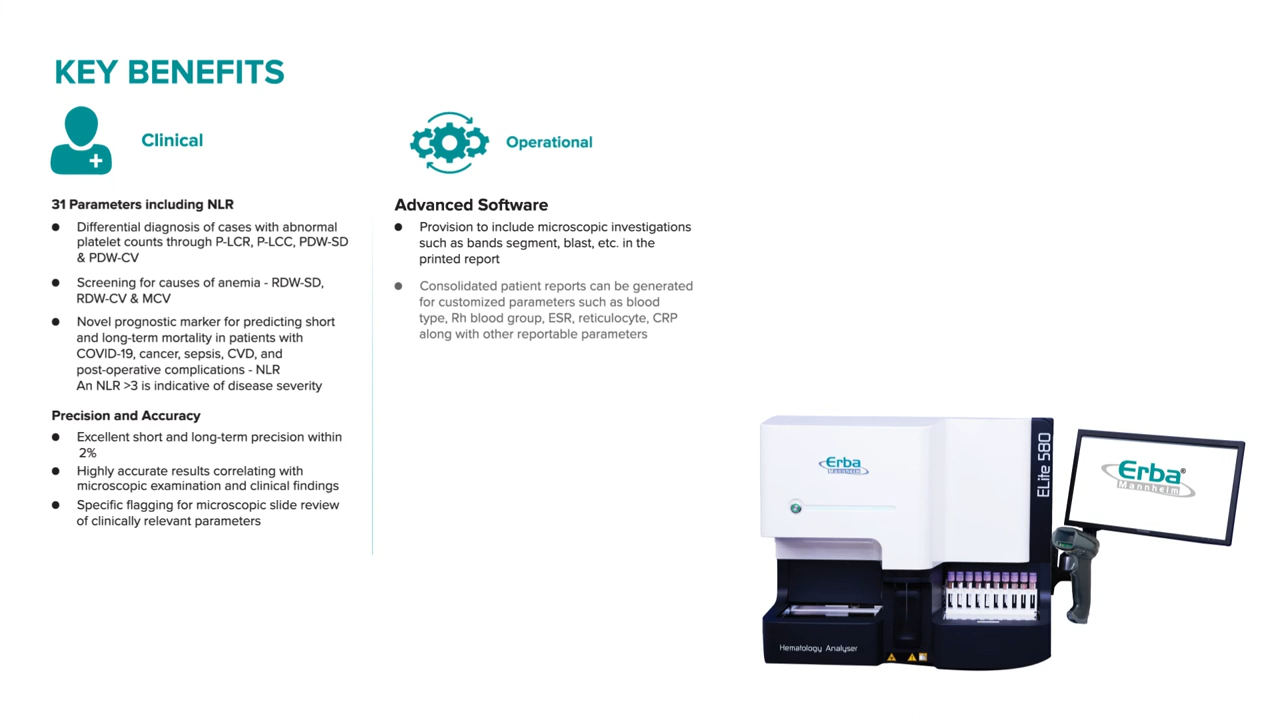 KEY BENEFITS
Clinical
31 Parameters including NLR
Differential diagnosis of cases with abnormal
platelet counts through P-LCR, P-LCC, PDW-SD
& PDW-CV
Screening for causes of anemia - RDW-SD,
RDW-CV & MCV
Novel prognostic marker for predicting short
and long-term mortality in patients with
COVID-19, cancer, sepsis, CVD, and
post-operative complications - NLR
An NLR >3 is indicative of disease severity
Precision and Accuracy
Excellent short and long-term precision within
2%
Highly accurate results correlating with
microscopic examination and clinical findings
Specific flagging for microscopic slide review
of clinically relevant parameters
Operational
Advanced Software
Provision to include microscopic investigations
such as bands segment, blast, etc. in the
printed report
Consolidated patient reports can be generated
for customized parameters such as blood
type, Rh blood group, ESR, reticulocyte, CRP
along with other reportable parameters
Erba
Mannheim
ELite 580
Hematology Analyser
Erba®
Mannheim